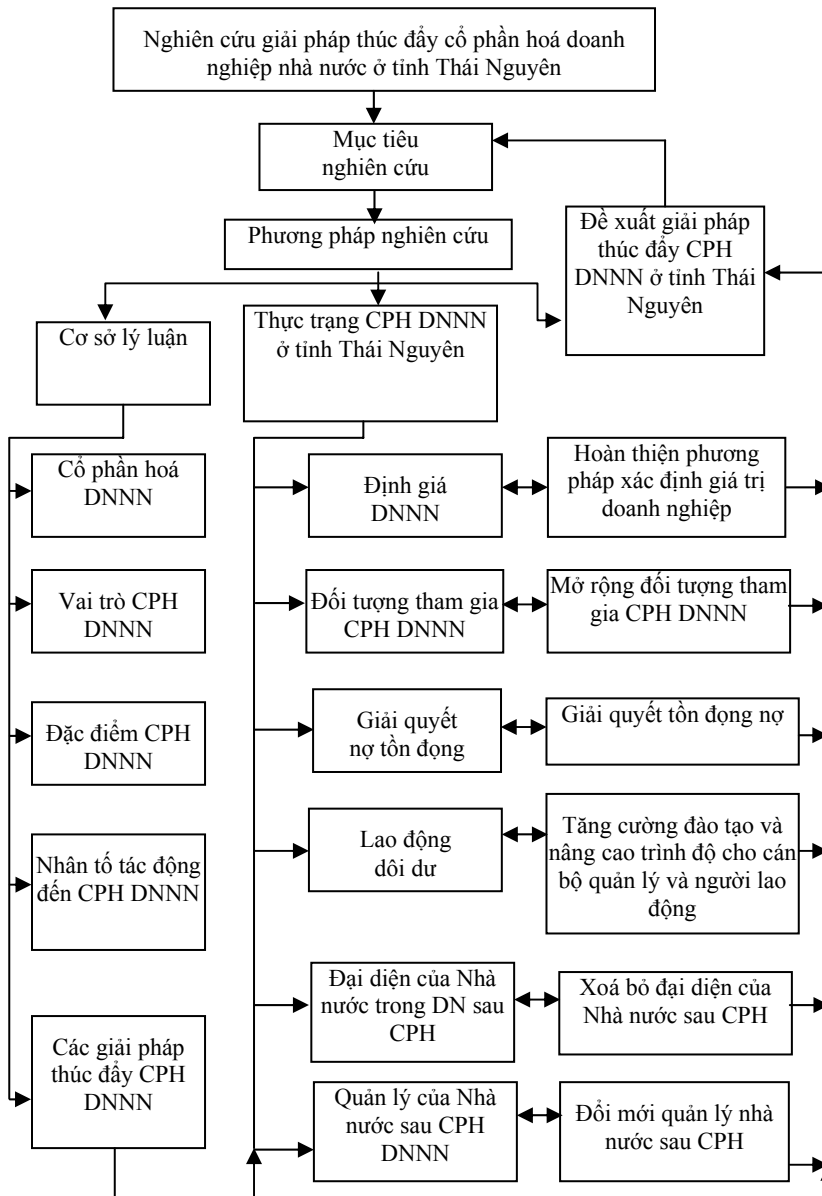 Nghiên cứu giải pháp thúc đẩy cổ phần hoá doanh
nghiệp nhà nước ở tỉnh Thái Nguyên
Mục tiêu
nghiên cứu
Phương pháp nghiên cứu
Đề xuất giải pháp
thúc đẩy CPH
DNNN ở tỉnh Thái
Nguyên
Cơ sở lý luận
Thực trạng CPH DNNN
ở tỉnh Thái Nguyên
Cổ phần hoá
DNNN
Định giá
DNNN
Hoàn thiện phương
pháp xác định giá trị
doanh nghiệp
Vai trò CPH
DNNN
Đối tượng tham gia
CPH DNNN
Mở rộng đối tượng tham
gia CPH DNNN
Đặc điểm CPH
DNNN
Giải quyết
nợ tồn đọng
Giải quyết tồn đọng nợ
Nhân tố tác động
đến CPH DNNN
Lao động
dôi dư
Tăng cường đào tạo và
nâng cao trình độ cho cán
bộ quản lý và người lao
động
Các giải pháp
thúc đẩy CPH
DNNN
Đại diện của Nhà
nước trong DN sau
CPH
Xoá bỏ đại diện của
Nhà nước sau CPH
Quản lý của Nhà
nước sau CPH
DNNN
Đổi mới quản lý nhà
nước sau CPH